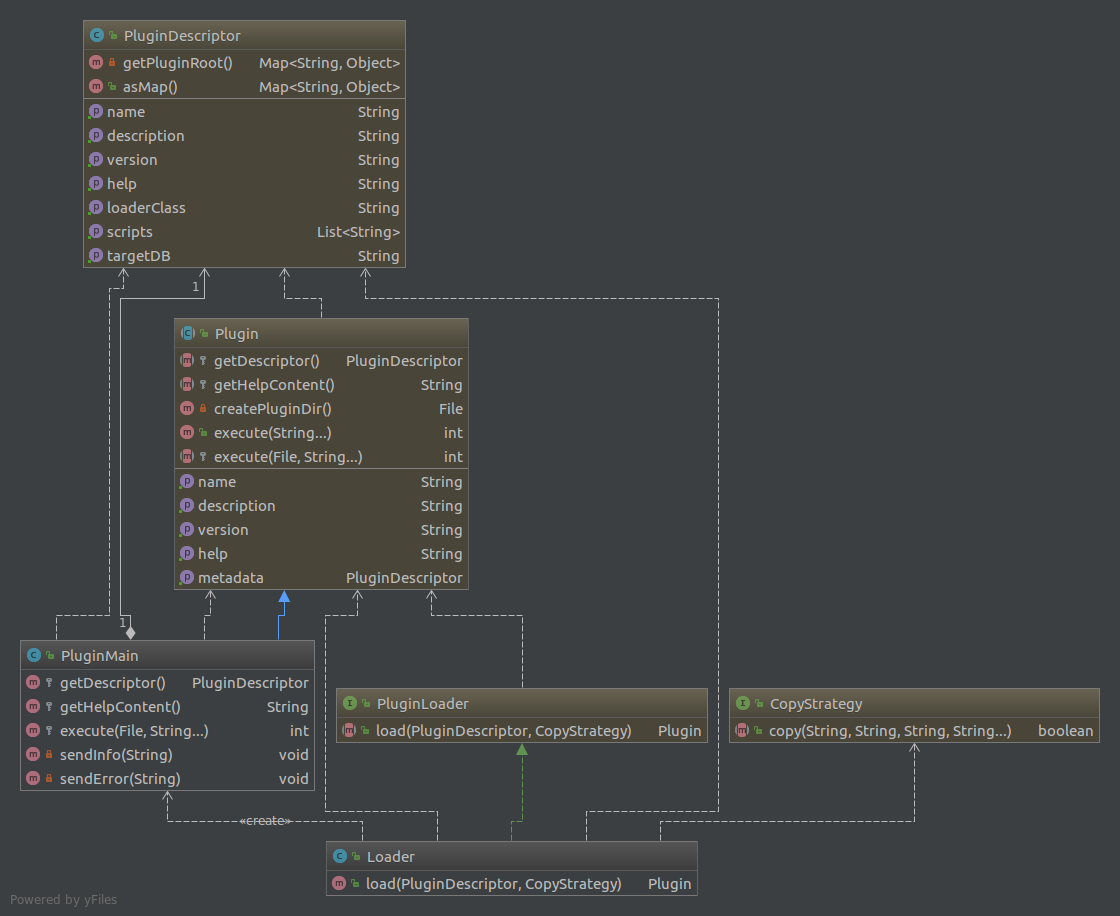 PluginDescriptor
getPluginRoot() Map<String, Object>
asMap() Map<String, Object>
name String
description String
version String
help String
loaderClass String
scripts List<String>
targetDB String
1
Plugin
getDescriptor() PluginDescriptor
getHelpContent() String
createPluginDir() File
execute(String...) int
execute(File, String...) int
name String
description String
version String
help String
metadata PluginDescriptor
1
PluginMain
getDescriptor() PluginDescriptor
getHelpContent() String
execute(File, String...) int
sendInfo(String) void
sendError(String) void
PluginLoader
load(PluginDescriptor, CopyStrategy) Plugin
CopyStrategy
copy(String, String, String, String...) boolean
«create»
Loader
load(PluginDescriptor, CopyStrategy) Plugin
Powered by yFiles